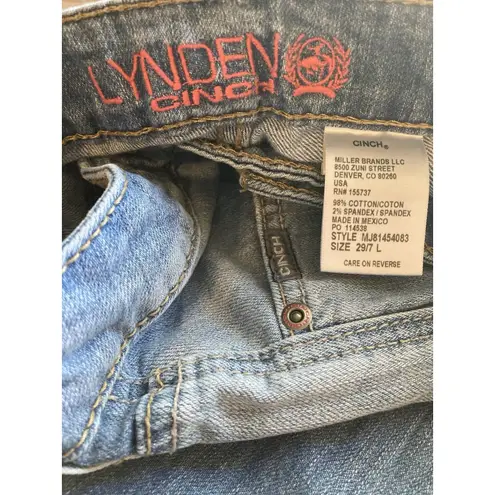 LYNDEN
CINCH
CINCH®
MILLER BRANDS LLC
8500 ZUNI STREET
DENVER, CO 80260
USA
RN# 155737
98% COTTON/COTON
2% SPANDEX / SPANDEX
MADE IN MEXICO
PO 114538
STYLE MJ81454083
SIZE 29/7 L
CARE ON REVERSE
CINCH